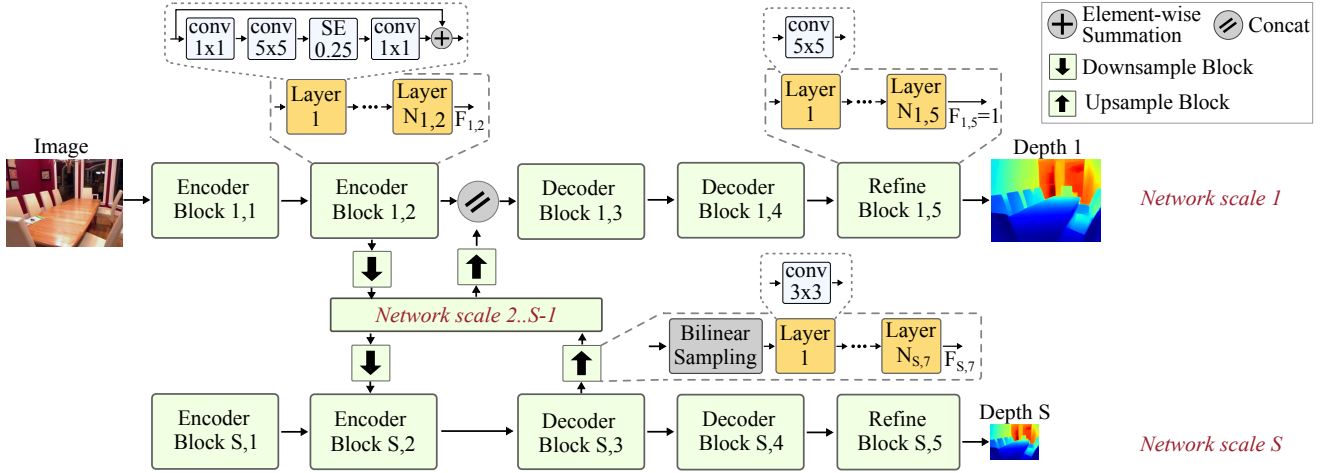 conv
1x1
conv
5x5
SE
0.25
conv
1x1
Layer
1
Layer
N1,2
F1,2
conv
5x5
Layer
1
Layer
N1,5
F1,5=1
Element-wise
Summation
Concat
Downsample Block
Upsample Block
Image
Encoder
Block 1,1
Encoder
Block 1,2
Decoder
Block 1,3
Decoder
Block 1,4
Refine
Block 1,5
Depth 1
Network scale 1
Network scale 2..S-1
conv
3x3
Bilinear
Sampling
Layer
1
Layer
NS,7
FS,7
Encoder
Block S,1
Encoder
Block S,2
Decoder
Block S,3
Decoder
Block S,4
Refine
Block S,5
Depth S
Network scale S